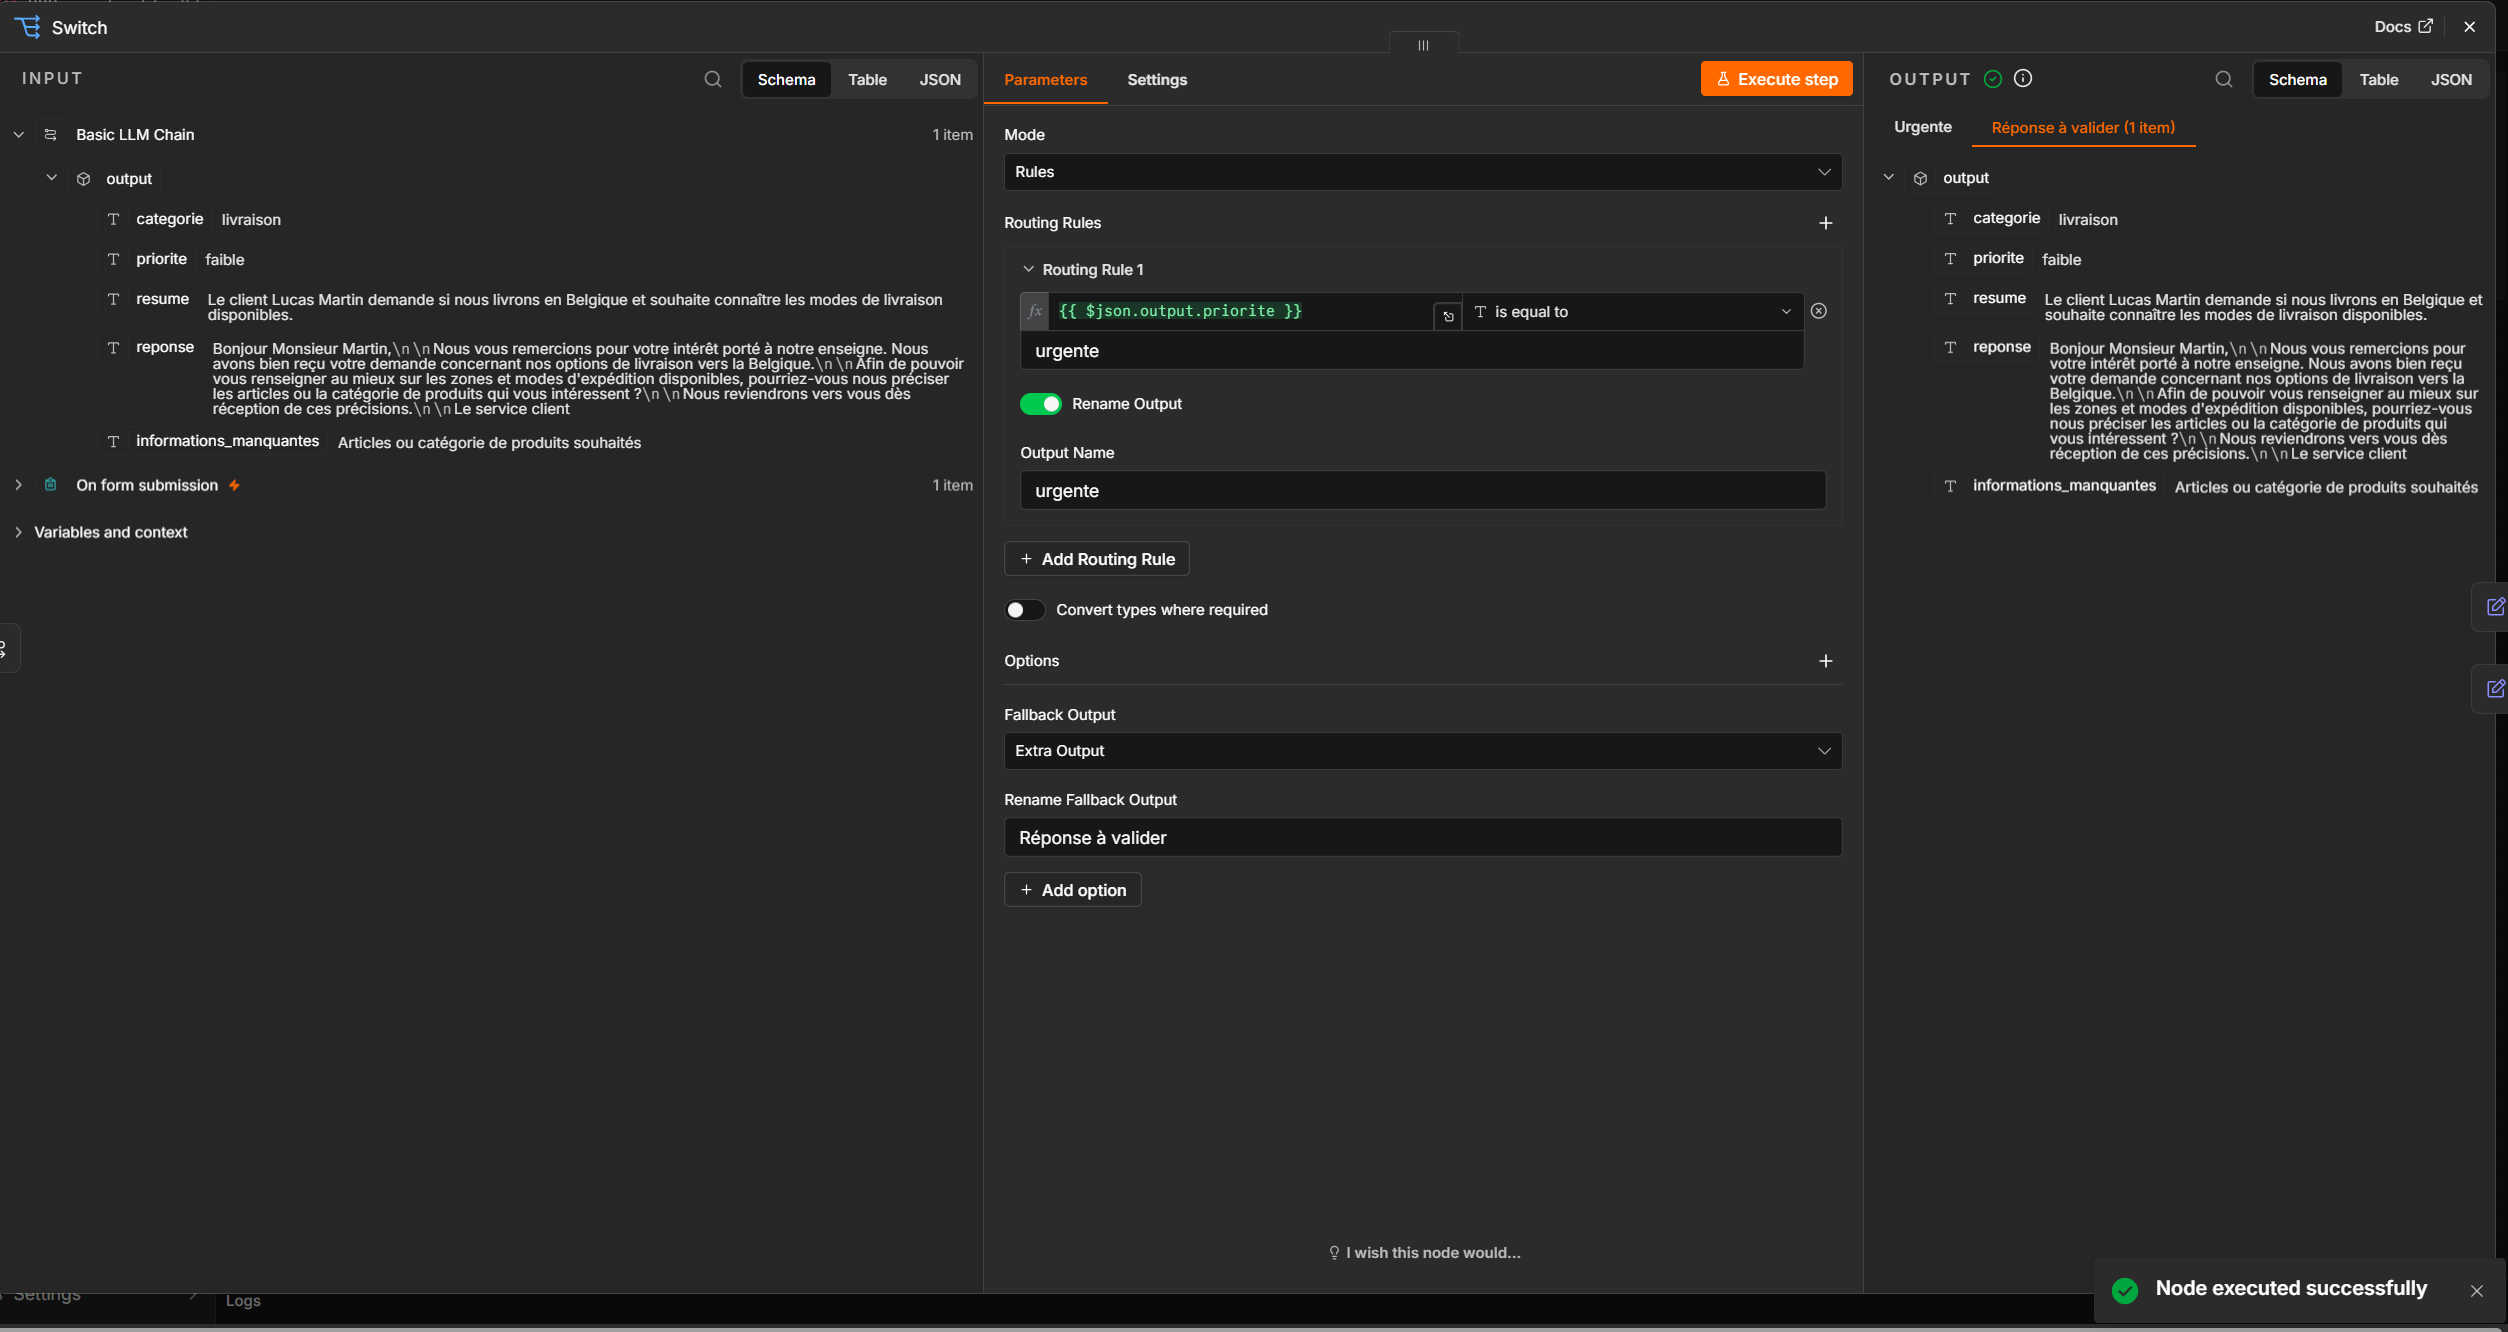 Switch
Docs
INPUT
Schema
Table
JSON
Basic LLM Chain
1 item
output
categorie livraison
priorite faible
resume Le client Lucas Martin demande si nous livrons en Belgique et souhaite connaître les modes de livraison
disponibles.
reponse Bonjour Monsieur Martin,\n \n Nous vous remercions pour votre intérêt porté à notre enseigne. Nous
avons bien reçu votre demande concernant nos options de livraison vers la Belgique.\n \n Afin de pouvoir
vous renseigner au mieux sur les zones et modes d'expédition disponibles, pourriez-vous nous préciser
les articles ou la catégorie de produits qui vous intéressent ?\n \n Nous reviendrons vers vous dès
réception de ces précisions.\n \n Le service client
informations_manquantes Articles ou catégorie de produits souhaités
On form submission
1 item
Variables and context
Parameters
Settings
Execute step
Mode
Rules
Routing Rules
Routing Rule 1
fx {{ $json.output.priorite }}
T is equal to
urgente
Rename Output
Output Name
urgente
Add Routing Rule
Convert types where required
Options
Fallback Output
Extra Output
Rename Fallback Output
Réponse à valider
Add option
I wish this node would...
OUTPUT
Schema
Table
JSON
Urgente
Réponse à valider (1 item)
output
categorie livraison
priorite faible
resume Le client Lucas Martin demande si nous livrons en Belgique et
souhaite connaître les modes de livraison disponibles.
reponse Bonjour Monsieur Martin,\n \n Nous vous remercions pour
votre intérêt porté à notre enseigne. Nous avons bien reçu
votre demande concernant nos options de livraison vers la
Belgique.\n \n Afin de pouvoir vous renseigner au mieux sur
les zones et modes d'expédition disponibles, pourriez-vous
nous préciser les articles ou la catégorie de produits qui
vous intéressent ?\n \n Nous reviendrons vers vous dès
réception de ces précisions.\n \n Le service client
informations_manquantes Articles ou catégorie de produits souhaités
Settings
Logs
Node executed successfully